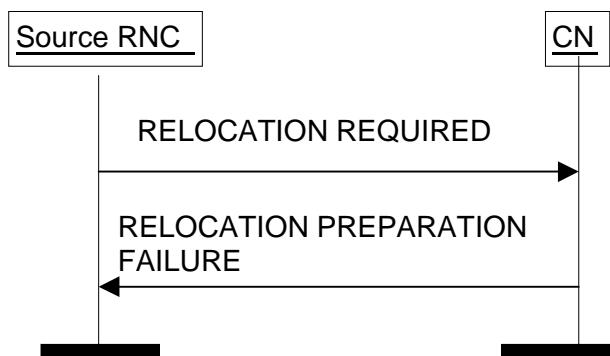 Source RNC
CN
RELOCATION REQUIRED
RELOCATION PREPARATION
FAILURE